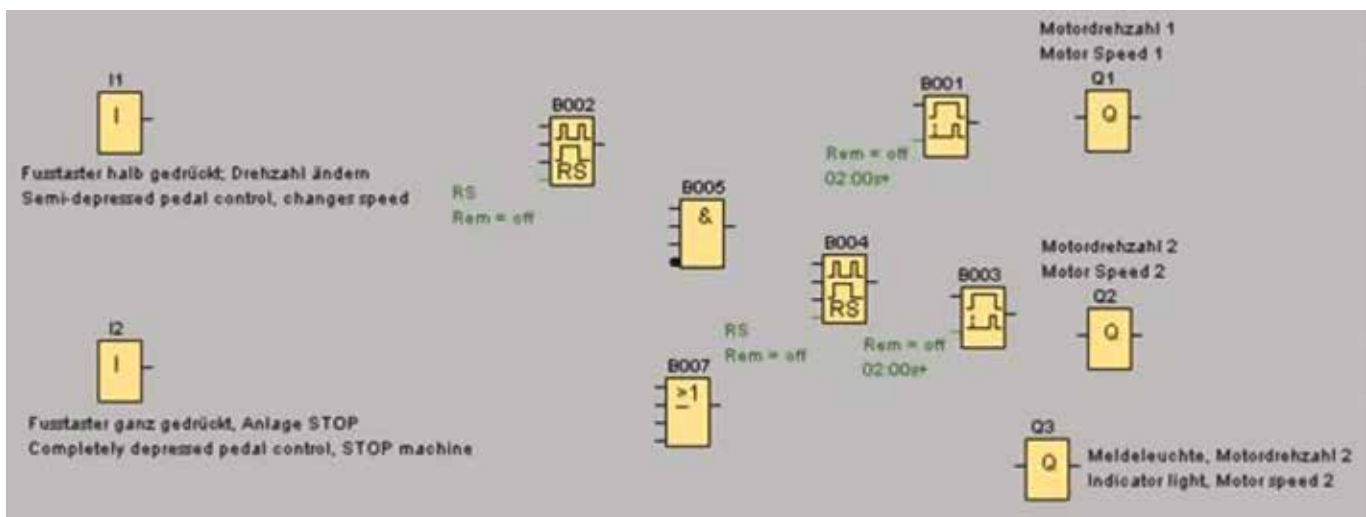 Motordrehzahl 1
Motor Speed 1
Q1
Q
I1
I
Fusstaster halb gedrückt, Drehzahl ändern
Semi-depressed pedal control, changes speed
B002
RS
RS
Rem = off
B001
Rem = off
02:00s+
B005
&
B004
RS
RS
Rem = off
B003
Rem = off
02:00s+
Motordrehzahl 2
Motor Speed 2
Q2
Q
I2
I
Fusstaster ganz gedrückt, Anlage STOP
Completely depressed pedal control, STOP machine
B007
≥1
Q3
Q
Meldeleuchte, Motordrehzahl 2
Indicator light, Motor speed 2